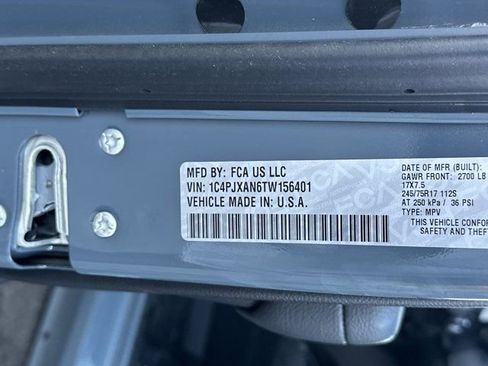 MFD BY: FCA US LLC
VIN: 1C4PJXAN6TW156401
VEHICLE MADE IN: U.S.A.
DATE OF MFR (BUILT):
GAWR FRONT: 2700 LB
17X7.5
245/75R17 112S
AT 250 kPa / 36 PSI
TYPE: MPV
THIS VEHICLE CONFOR
SAFETY AND THEF